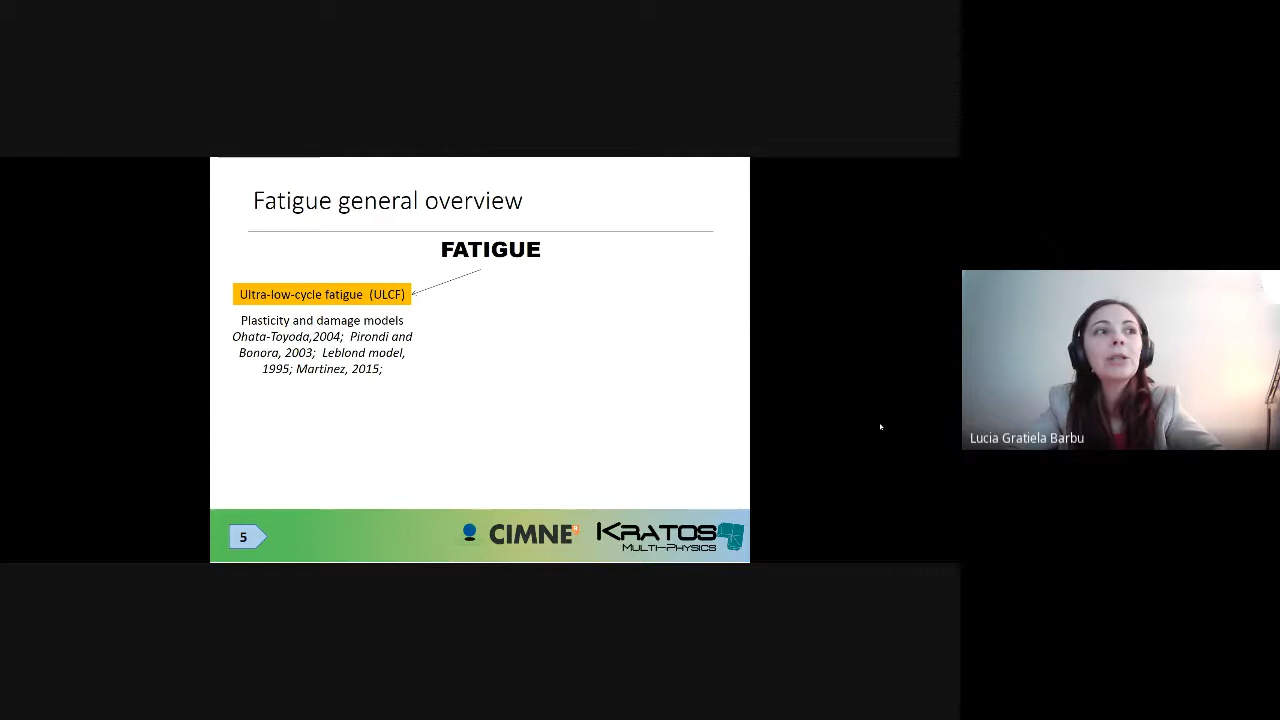 Fatigue general overview
FATIGUE
Ultra-low-cycle fatigue (ULCF)
Plasticity and damage models
Ohata-Toyoda,2004; Pirondi and
Bonora, 2003; Leblond model,
1995; Martinez, 2015;
5
CIMNE
KRATOS
MULTI-PHYSICS
Lucia Gratiela Barbu